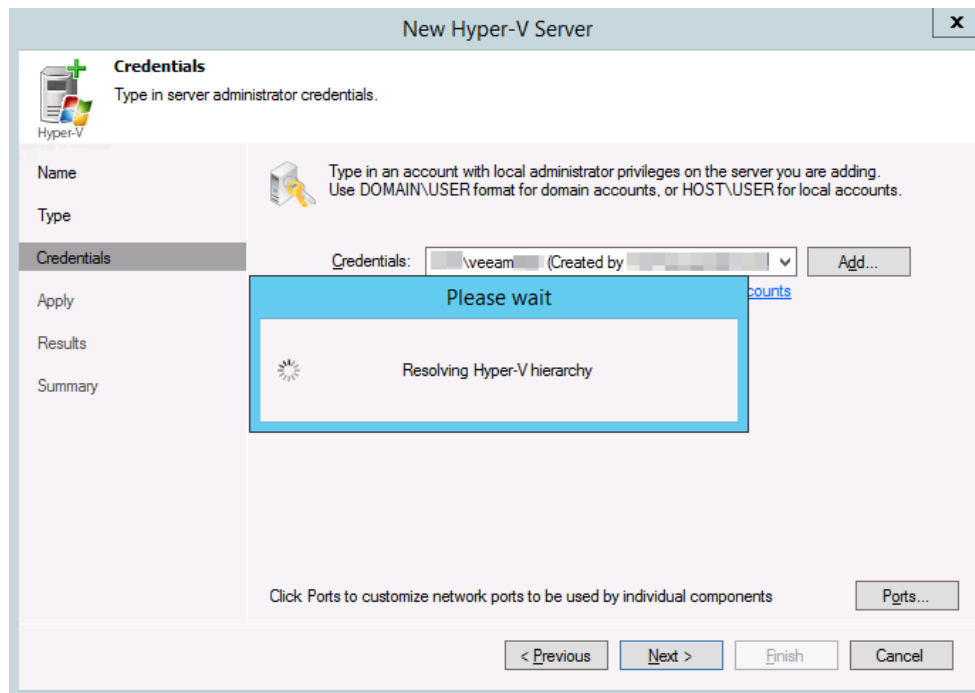 New Hyper-V Server
x
Credentials
Type in server administrator credentials.
Hyper-V
Name
Type
Credentials
Apply
Results
Summary
Type in an account with local administrator privileges on the server you are adding.
Use DOMAIN\USER format for domain accounts, or HOST\USER for local accounts.
Credentials: \veeam (Created by
Add...
counts
Please wait
Resolving Hyper-V hierarchy
Click Ports to customize network ports to be used by individual components
Ports...
< Previous
Next >
Finish
Cancel